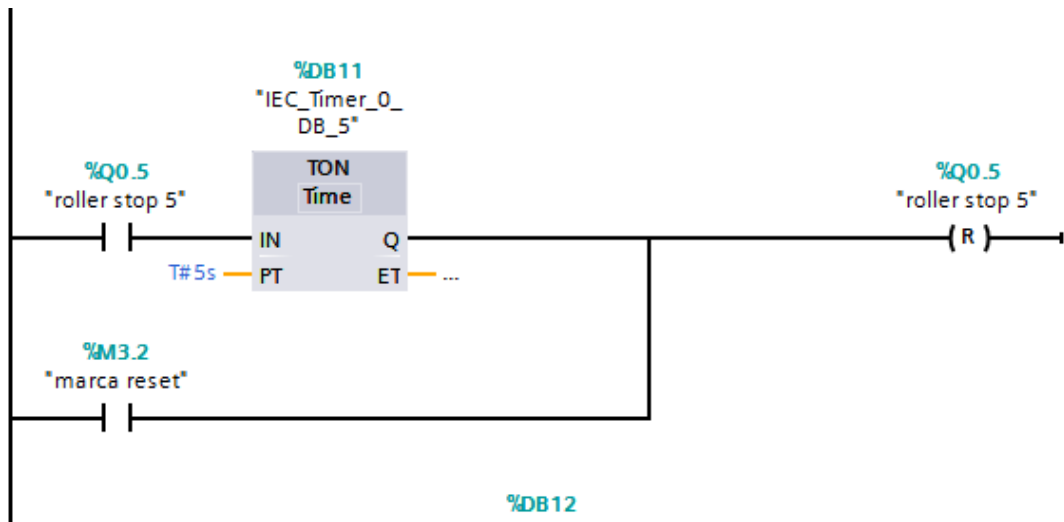 %DB11
"IEC_Timer_0_
DB_5"
%Q0.5
"roller stop 5"
TON
Time
%Q0.5
"roller stop 5"
IN
Q
R
T#5s
PT
ET
...
%M3.2
"marca reset"
%DB12